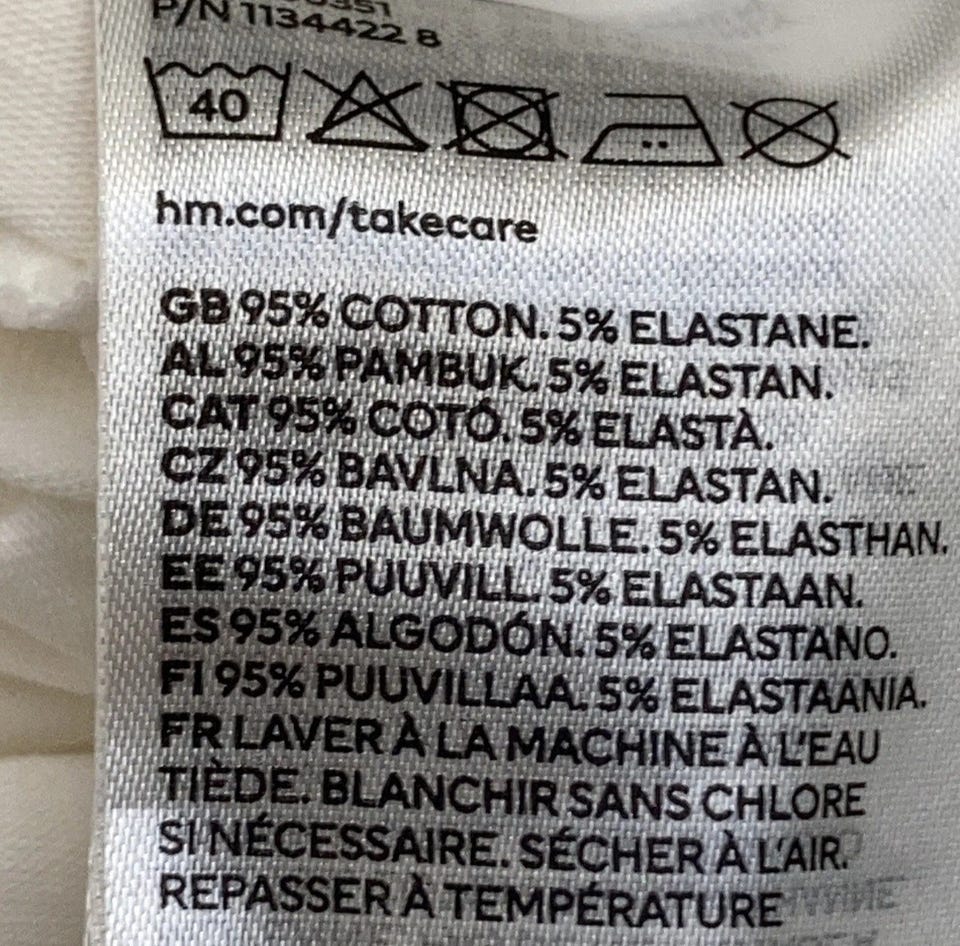 P/N 1134422 8
40
hm.com/takecare
GB 95% COTTON. 5% ELASTANE.
AL 95% PAMBUK. 5% ELASTAN.
CAT 95% COTÓ. 5% ELASTÀ.
CZ 95% BAVLNA. 5% ELASTAN.
DE 95% BAUMWOLLE. 5% ELASTHAN.
EE 95% PUUVILL. 5% ELASTAAN.
ES 95% ALGODÓN. 5% ELASTANO.
FI 95% PUUVILLAA. 5% ELASTAANIA.
FR LAVER À LA MACHINE À L'EAU
TIÈDE. BLANCHIR SANS CHLORE
SI NÉCESSAIRE. SÉCHER À L'AIR.
REPASSER À TEMPÉRATURE